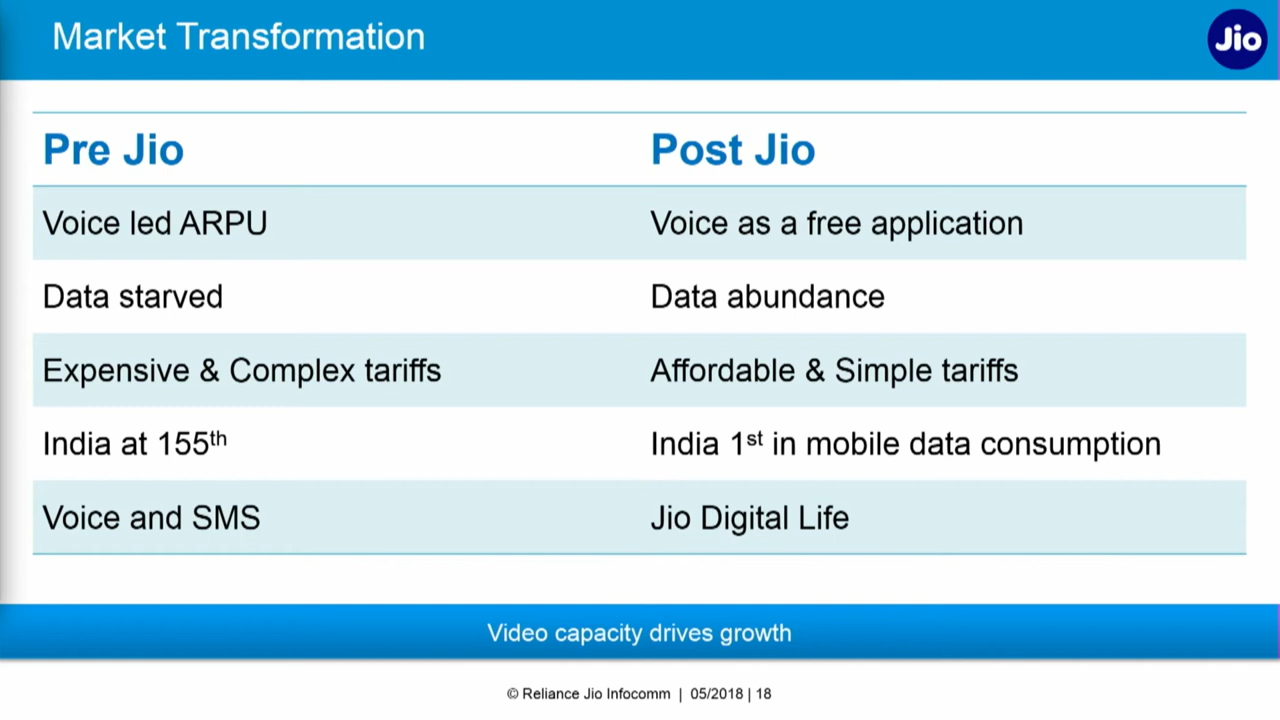 Market Transformation
Jio
Pre Jio Post Jio
Voice led ARPU Voice as a free application
Data starved Data abundance
Expensive & Complex tariffs Affordable & Simple tariffs
India at 155th India 1st in mobile data consumption
Voice and SMS Jio Digital Life
Video capacity drives growth
© Reliance Jio Infocomm | 05/2018 | 18